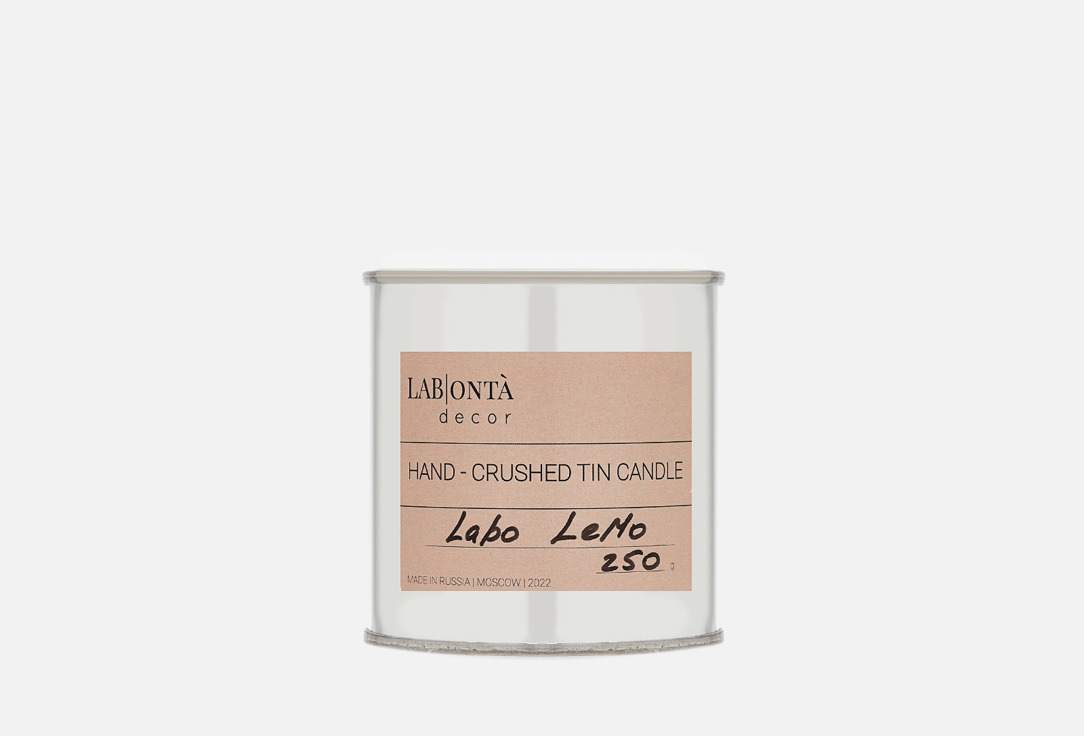 LAB|ONTÀ
decor
HAND - CRUSHED TIN CANDLE
Labo LeMo
250 g
MADE IN RUSSIA | MOSCOW | 2022